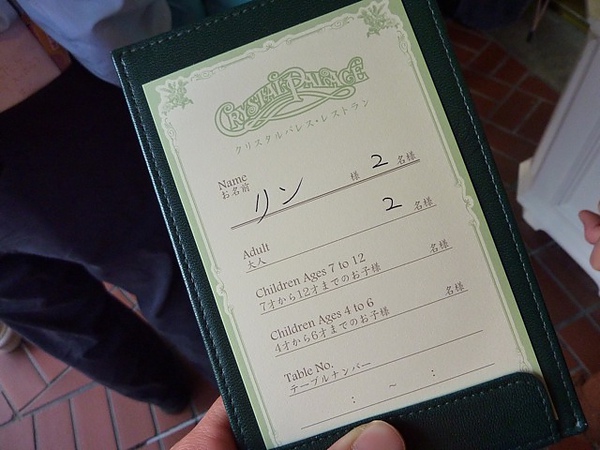 CRYSTAL PALACE
クリスタルパレス・レストラン
Name
お名前 リン 様 2 名様
Adult 2 名様
大人
Children Ages 7 to 12 名様
7才から12才までのお子様
Children Ages 4 to 6 名様
4才から6才までのお子様
Table No.
テーブルナンバー
: ~ :